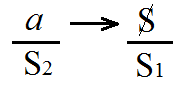 a → $
S₂ S₁